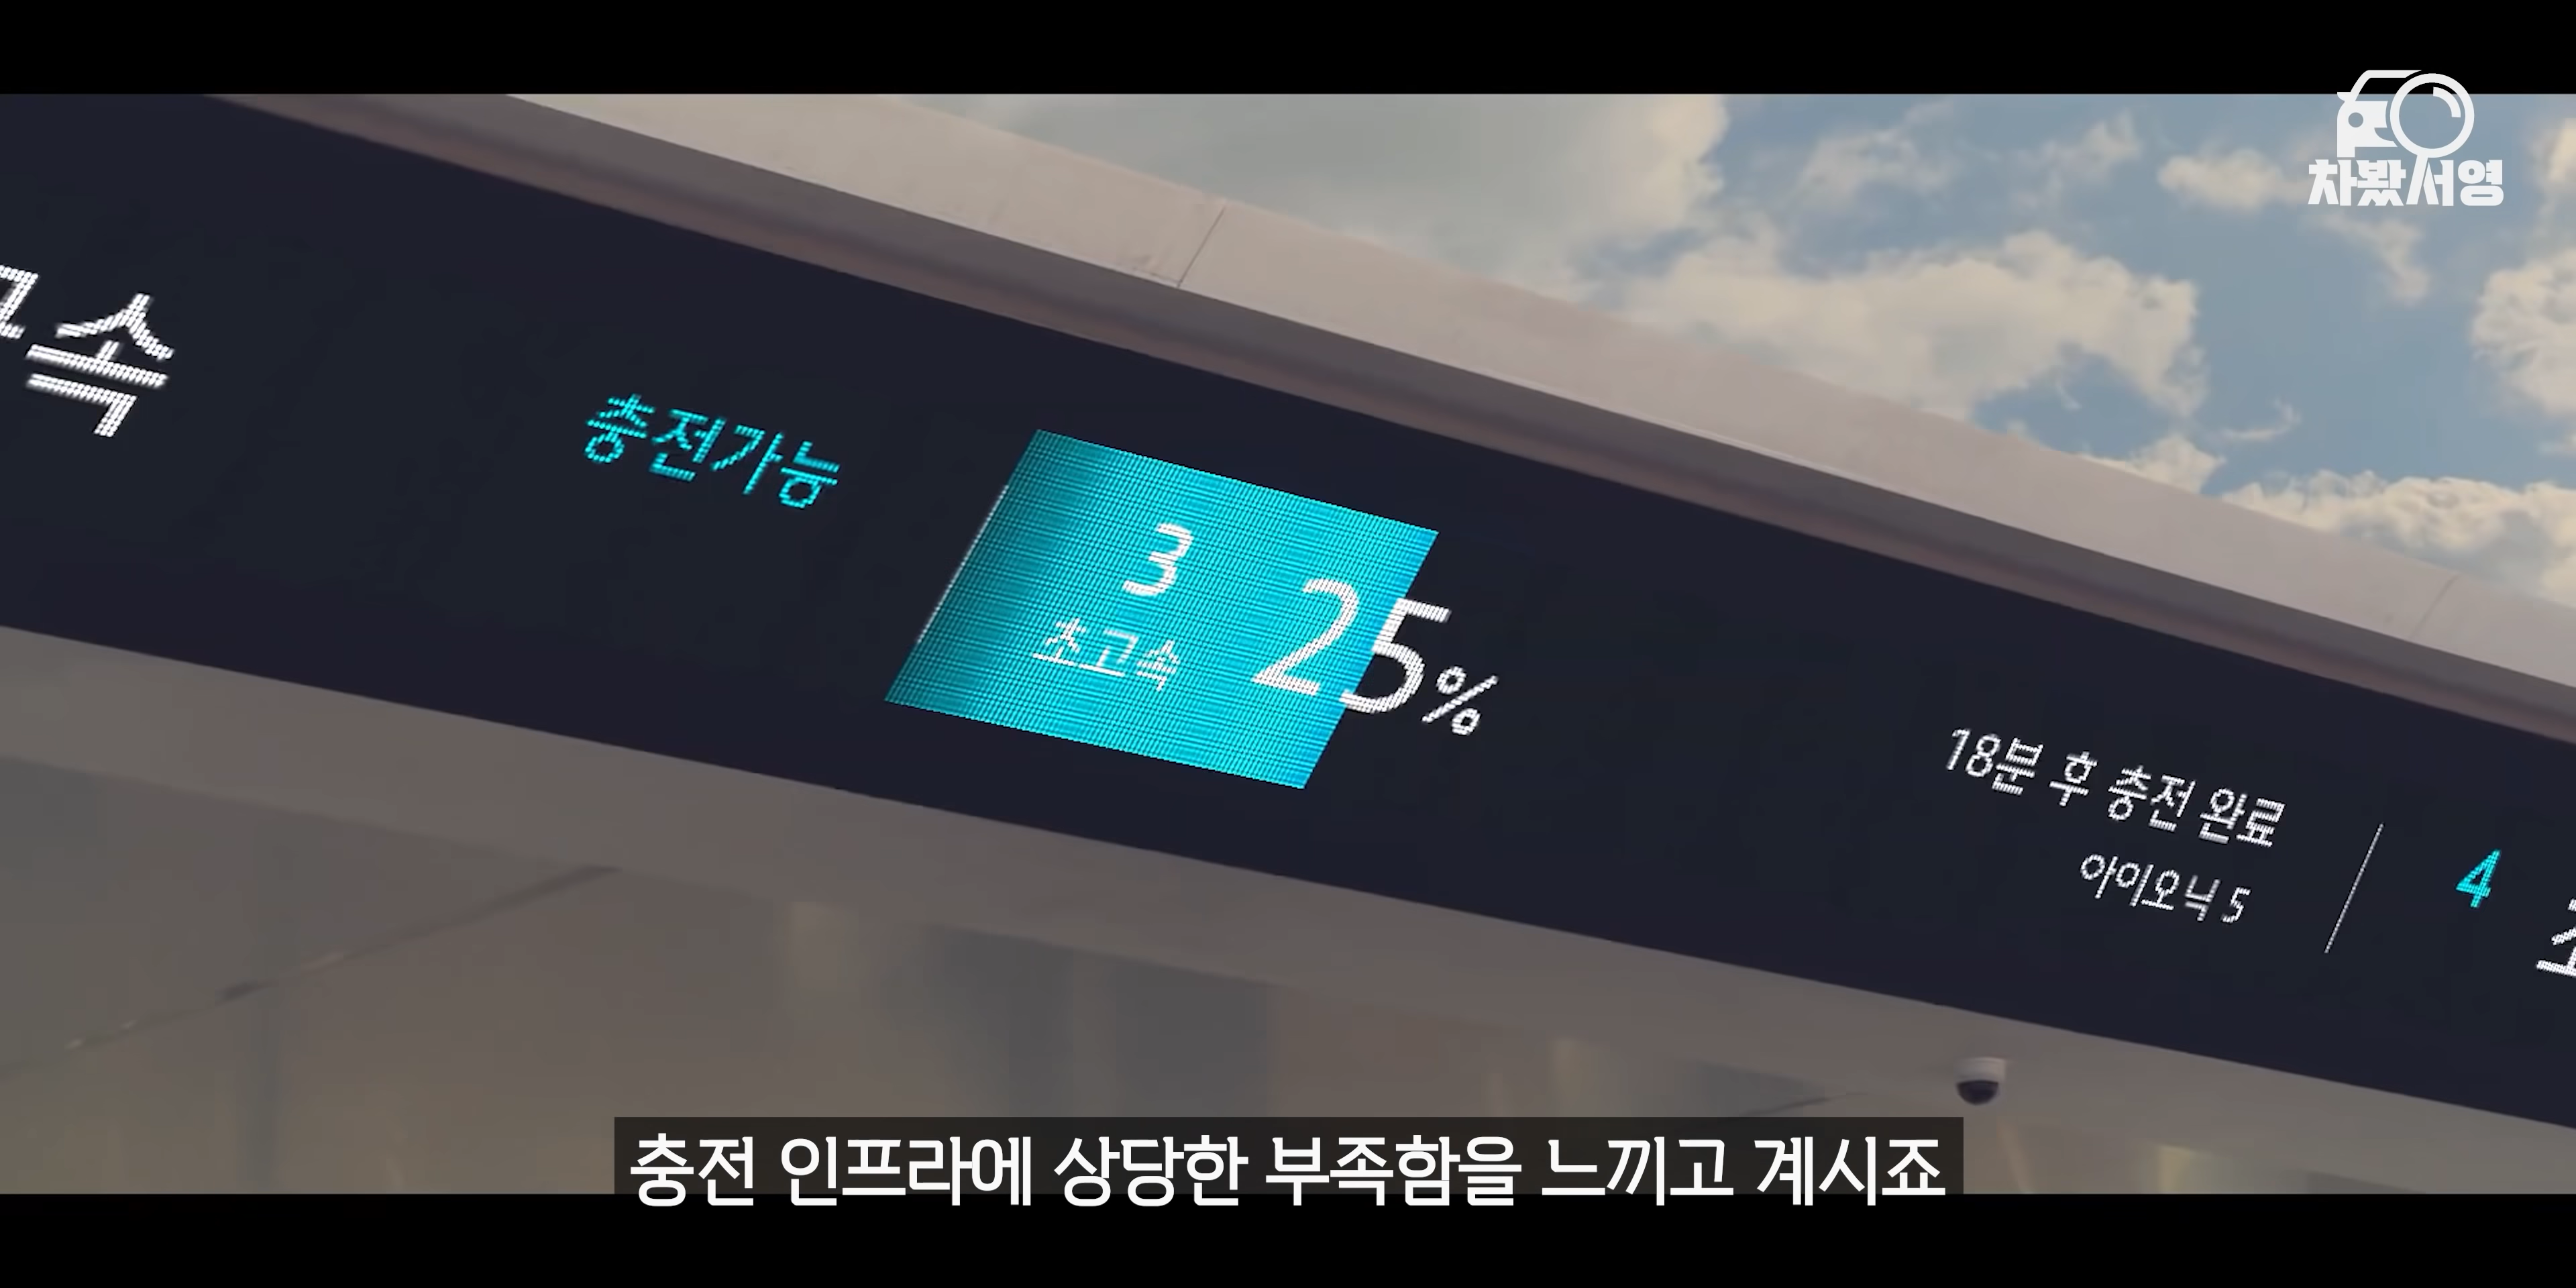 차봤서영
속
충전가능
3
초고속
25%
18분 후 충전 완료
아이오닉 5
4
충전 인프라에 상당한 부족함을 느끼고 계시죠